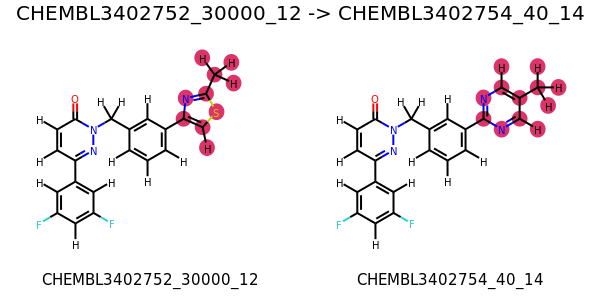 CHEMBL3402752_30000_12 -> CHEMBL3402754_40_14
H H H H H H N S H O N N H H H H H H H H F F H
H H H H H H N N H O N N H H H H H H H H F F H
CHEMBL3402752_30000_12 CHEMBL3402754_40_14